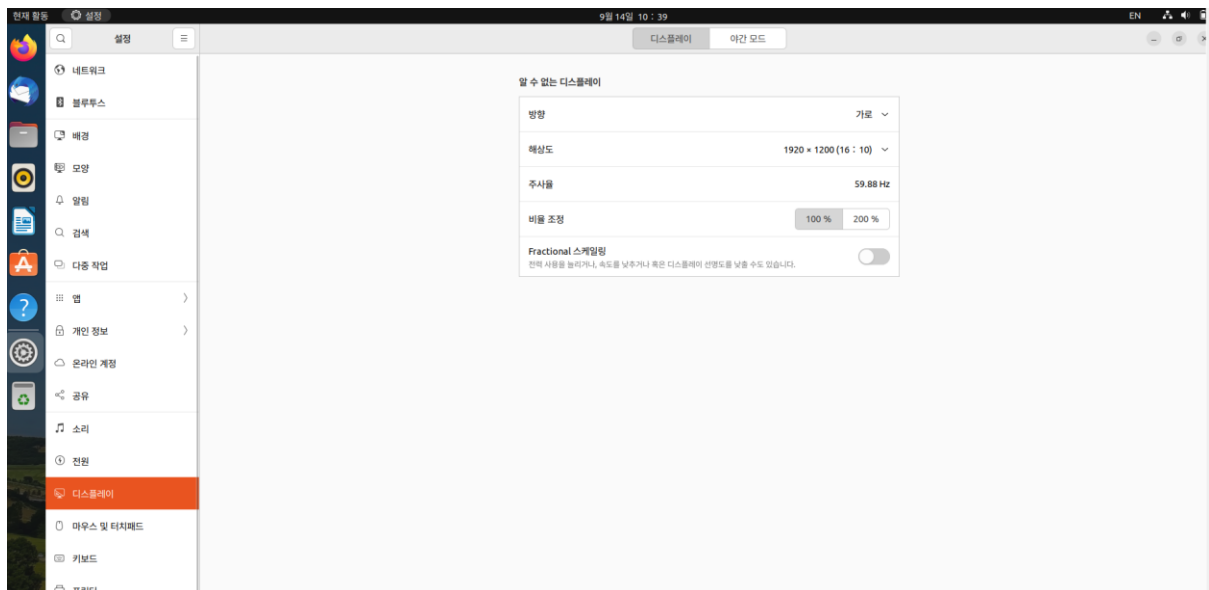 현재 활동 설정 9월 14일 10 : 39 EN
설정 디스플레이 야간 모드
네트워크
블루투스
배경
모양
알림
검색
다중 작업
앱
개인 정보
온라인 계정
공유
소리
전원
디스플레이
마우스 및 터치패드
키보드
알 수 없는 디스플레이
방향 가로
해상도 1920 × 1200 (16 : 10)
주사율 59.88 Hz
비율 조정 100 % 200 %
Fractional 스케일링
전력 사용을 늘리거나, 속도를 낮추거나 혹은 디스플레이 선명도를 낮출 수도 있습니다.